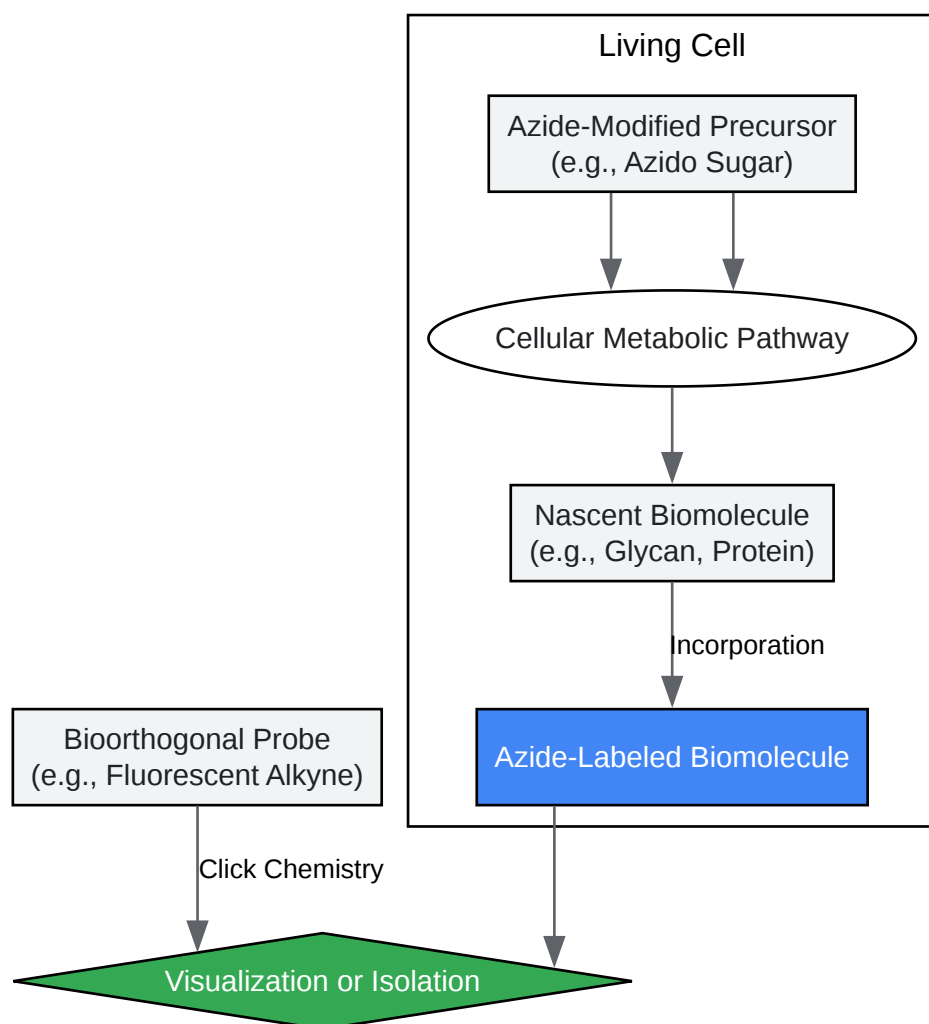 Living Cell
Azide-Modified Precursor
(e.g., Azido Sugar)
Cellular Metabolic Pathway
Nascent Biomolecule
(e.g., Glycan, Protein)
Incorporation
Bioorthogonal Probe
(e.g., Fluorescent Alkyne)
Azide-Labeled Biomolecule
Click Chemistry
Visualization or Isolation